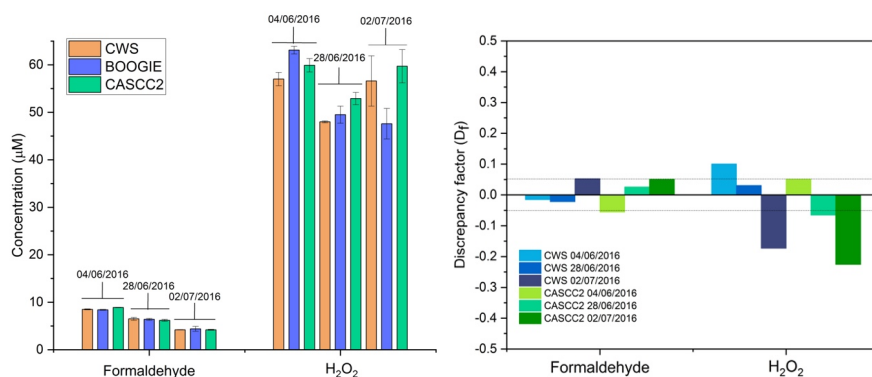 04/06/2016
02/07/2016
CWS
BOOGIE
CASCC2
28/06/2016
60
50
40
30
20
10
0
Concentration (µM)
04/06/2016
28/06/2016
02/07/2016
Formaldehyde
H₂O₂
0.5
0.4
0.3
0.2
0.1
0.0
-0.1
-0.2
-0.3
-0.4
-0.5
Discrepancy factor (D_f)
CWS 04/06/2016
CWS 28/06/2016
CWS 02/07/2016
CASCC2 04/06/2016
CASCC2 28/06/2016
CASCC2 02/07/2016
Formaldehyde
H₂O₂